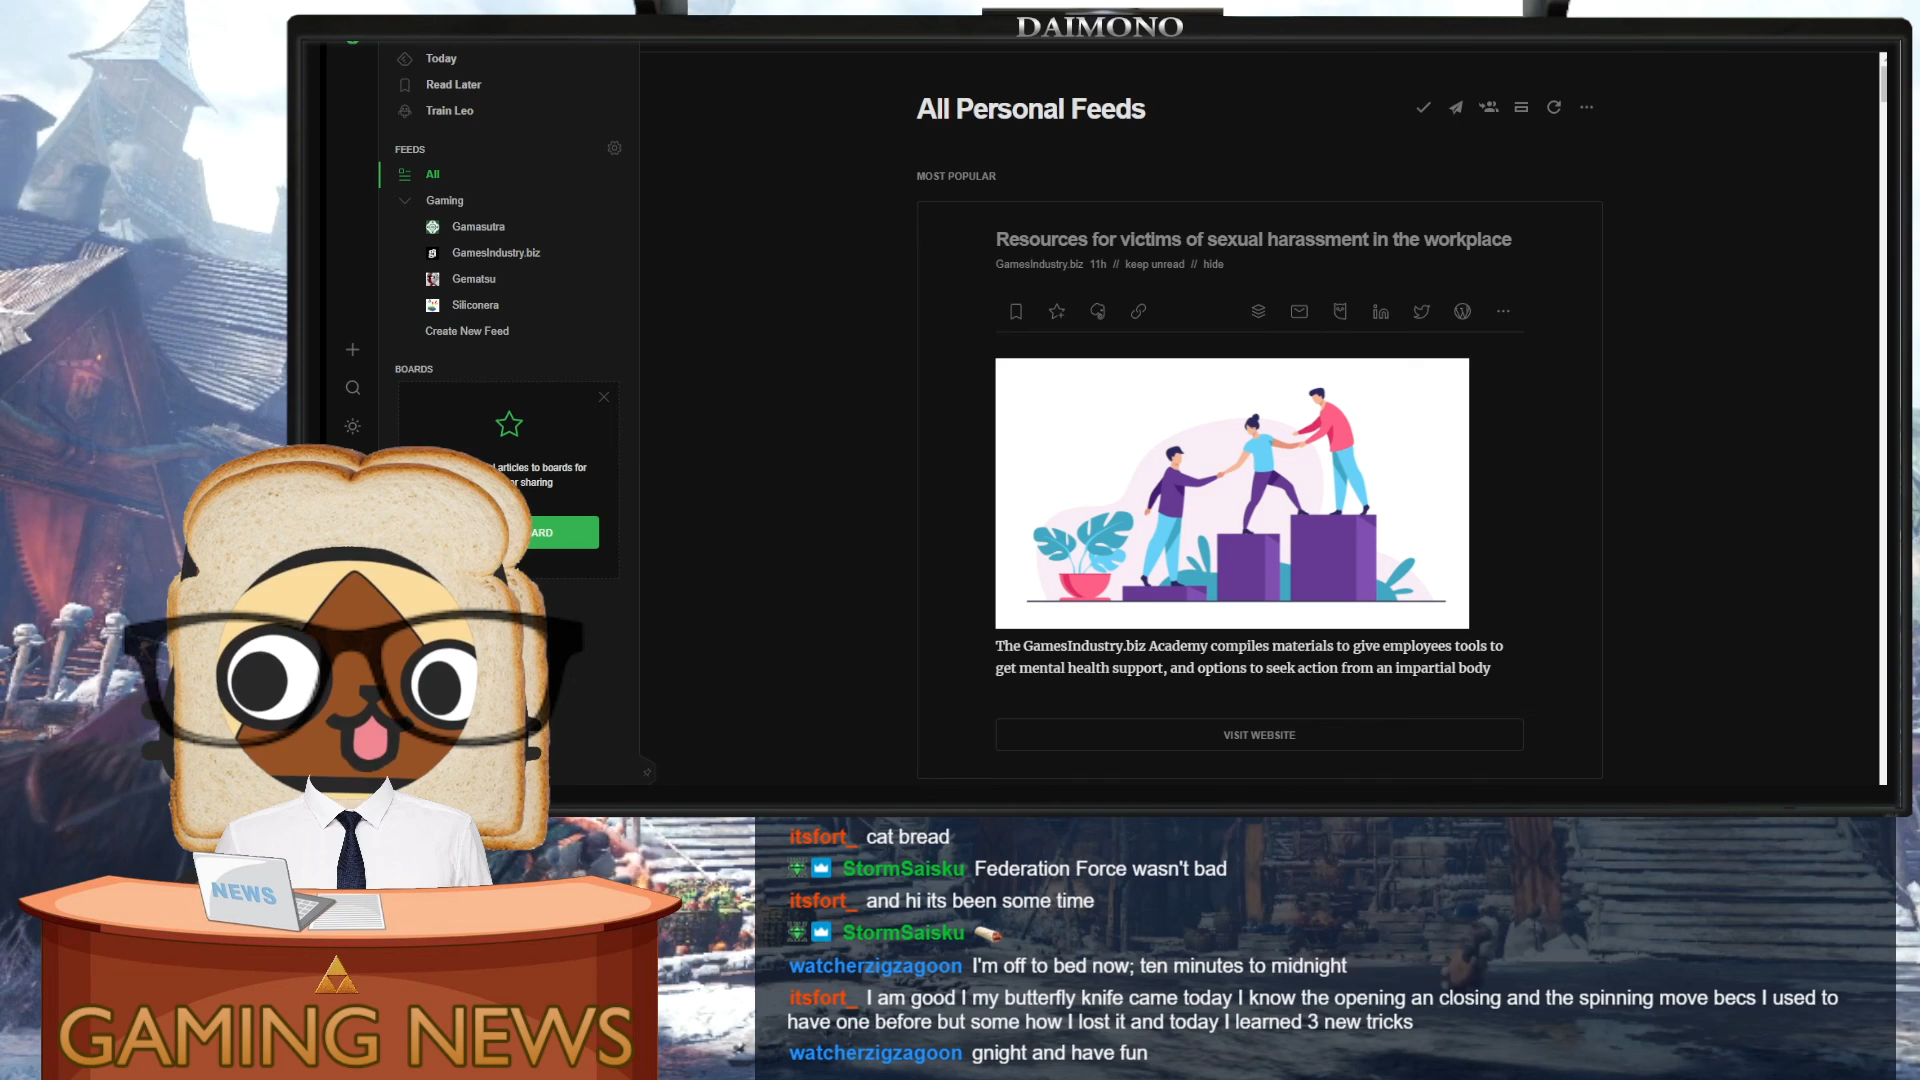 DAIMONO
Today
Read Later
Train Leo
FEEDS
All
Gaming
Gamasutra
GamesIndustry.biz
Gematsu
Siliconera
Create New Feed
BOARDS
articles to boards for
sharing
ARD
All Personal Feeds
MOST POPULAR
Resources for victims of sexual harassment in the workplace
GamesIndustry.biz 11h // keep unread // hide
The GamesIndustry.biz Academy compiles materials to give employees tools to
get mental health support, and options to seek action from an impartial body
VISIT WEBSITE
NEWS
GAMING NEWS
itsfort_ cat bread
StormSaisku Federation Force wasn't bad
itsfort_ and hi its been some time
StormSaisku
watcherzigzagoon I'm off to bed now; ten minutes to midnight
itsfort_ I am good I my butterfly knife came today I know the opening an closing and the spinning move becs I used to
have one before but some how I lost it and today I learned 3 new tricks
watcherzigzagoon gnight and have fun